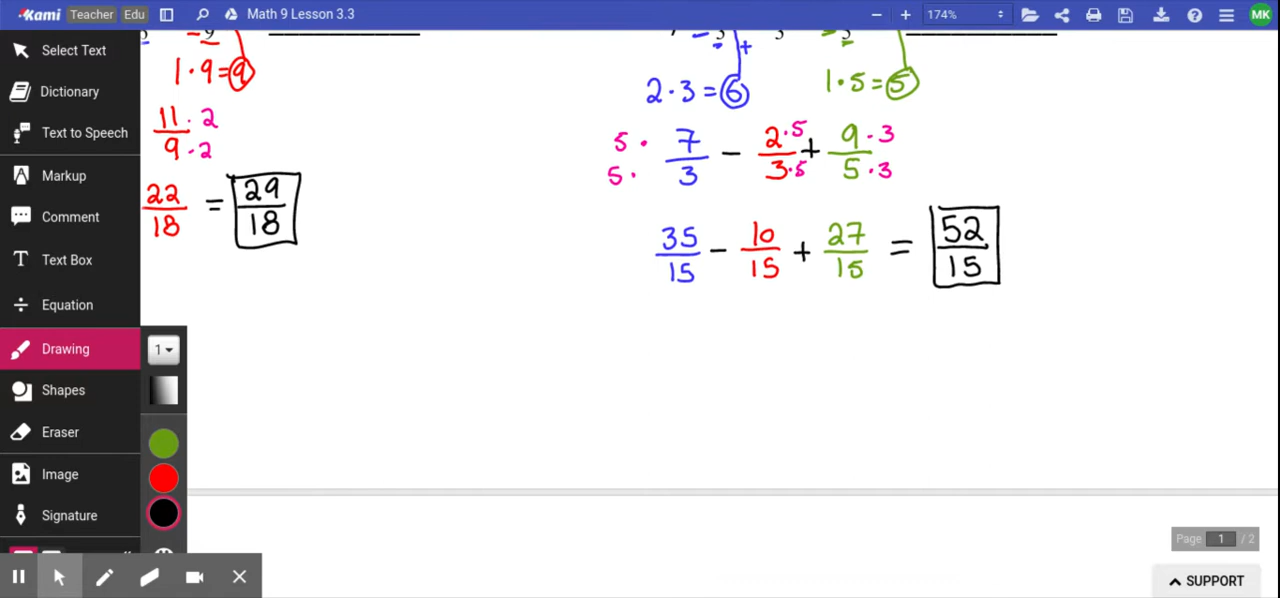 Kami Teacher Edu Math 9 Lesson 3.3 174% MK
Select Text
Dictionary
Text to Speech
Markup
Comment
Text Box
Equation
Drawing
Shapes
Eraser
Image
Signature
1
1 · 9 = 9
11 · 2
9 · 2
22/18 = 29/18
2 · 3 = 6
1 · 5 = 5
5 · 7/3 - 2 · 5/3 · 5 + 9 · 3/5 · 3
5 ·
35/15 - 10/15 + 27/15 = 52/15
Page 1 / 2
SUPPORT